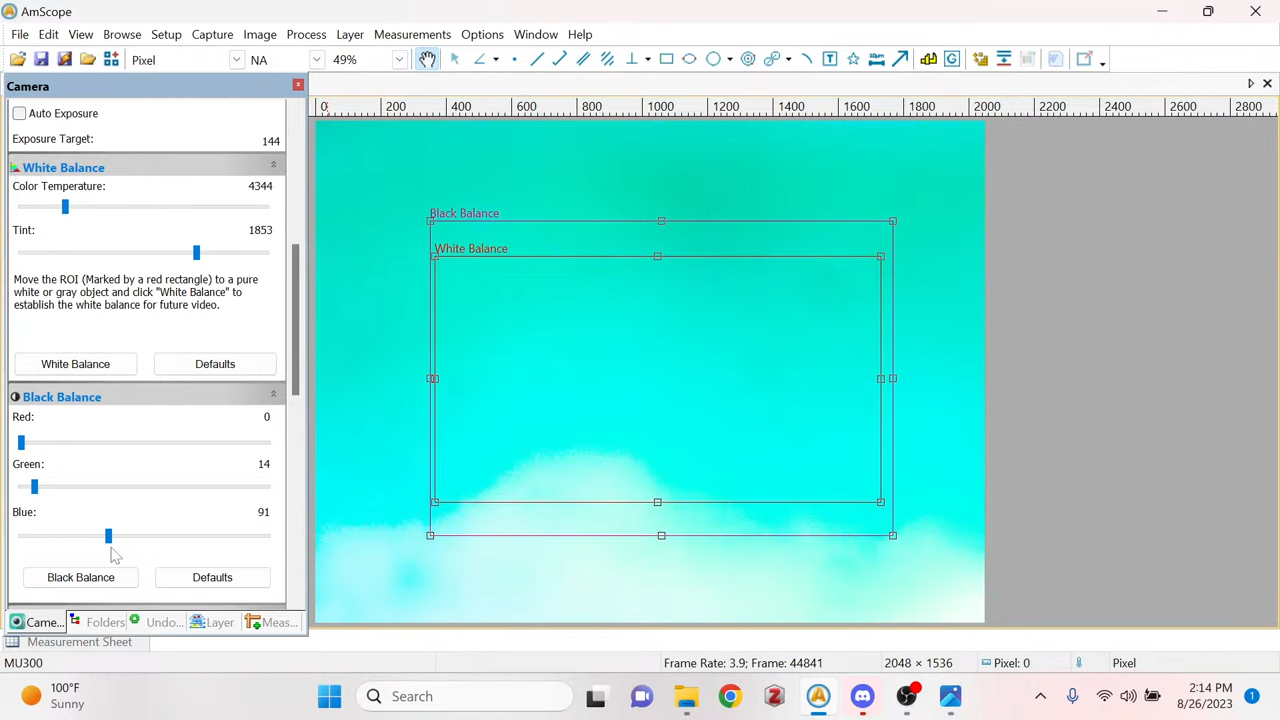 AmScope
File Edit View Browse Setup Capture Image Process Layer Measurements Options Window Help
Pixel NA 49%
Camera
Auto Exposure
Exposure Target: 144
White Balance
Color Temperature: 4344
Tint: 1853
Move the ROI (Marked by a red rectangle) to a pure
white or gray object and click "White Balance" to
establish the white balance for future video.
White Balance Defaults
Black Balance
Red: 0
Green: 14
Blue: 91
Black Balance Defaults
Came... Folders Undo... Layer Meas...
0 200 400 600 800 1000 1200 1400 1600 1800 2000 2200 2400 2600 2800
Black Balance
White Balance
Measurement Sheet
MU300 Frame Rate: 3.9; Frame: 44841 2048 × 1536 Pixel: 0 Pixel
100°F
Sunny
Search
2:14 PM
8/26/2023
1